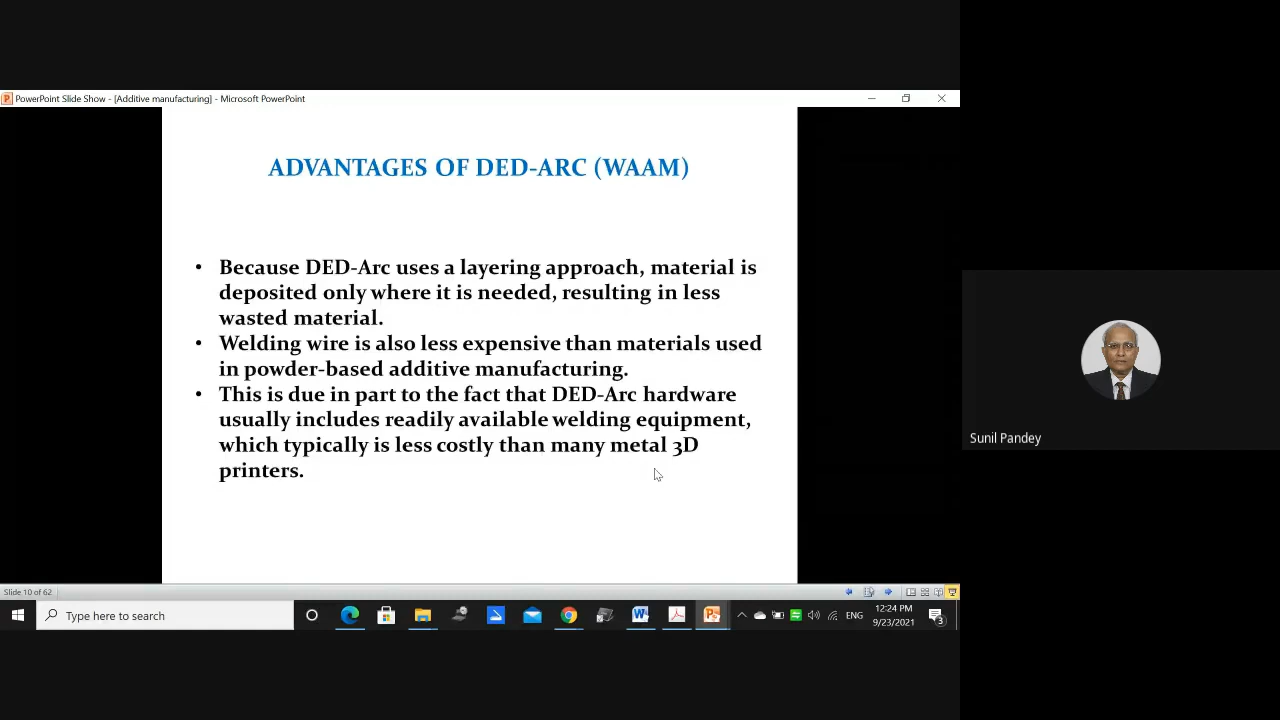 PowerPoint Slide Show - [Additive manufacturing] - Microsoft PowerPoint
ADVANTAGES OF DED-ARC (WAAM)
• Because DED-Arc uses a layering approach, material is
deposited only where it is needed, resulting in less
wasted material.
• Welding wire is also less expensive than materials used
in powder-based additive manufacturing.
• This is due in part to the fact that DED-Arc hardware
usually includes readily available welding equipment,
which typically is less costly than many metal 3D
printers.
Sunil Pandey
Slide 10 of 62
Type here to search
ENG
12:24 PM
9/23/2021
3